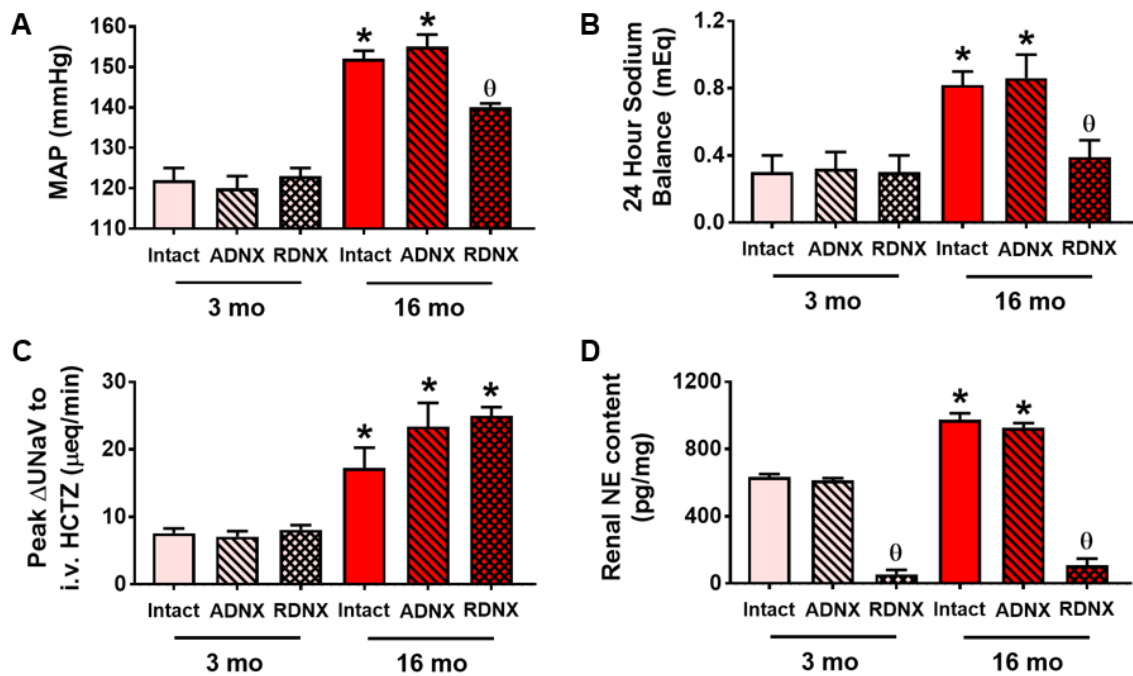 A
MAP (mmHg)
160
150
140
130
120
110
*
*
θ
Intact ADNX RDNX Intact ADNX RDNX
3 mo 16 mo
B
24 Hour Sodium
Balance (mEq)
1.2
0.8
0.4
0.0
*
*
θ
Intact ADNX RDNX Intact ADNX RDNX
3 mo 16 mo
C
Peak ΔUNaV to
i.v. HCTZ (μeq/min)
30
20
10
0
*
*
*
Intact ADNX RDNX Intact ADNX RDNX
3 mo 16 mo
D
Renal NE content
(pg/mg)
1200
900
600
300
0
θ
*
*
θ
Intact ADNX RDNX Intact ADNX RDNX
3 mo 16 mo